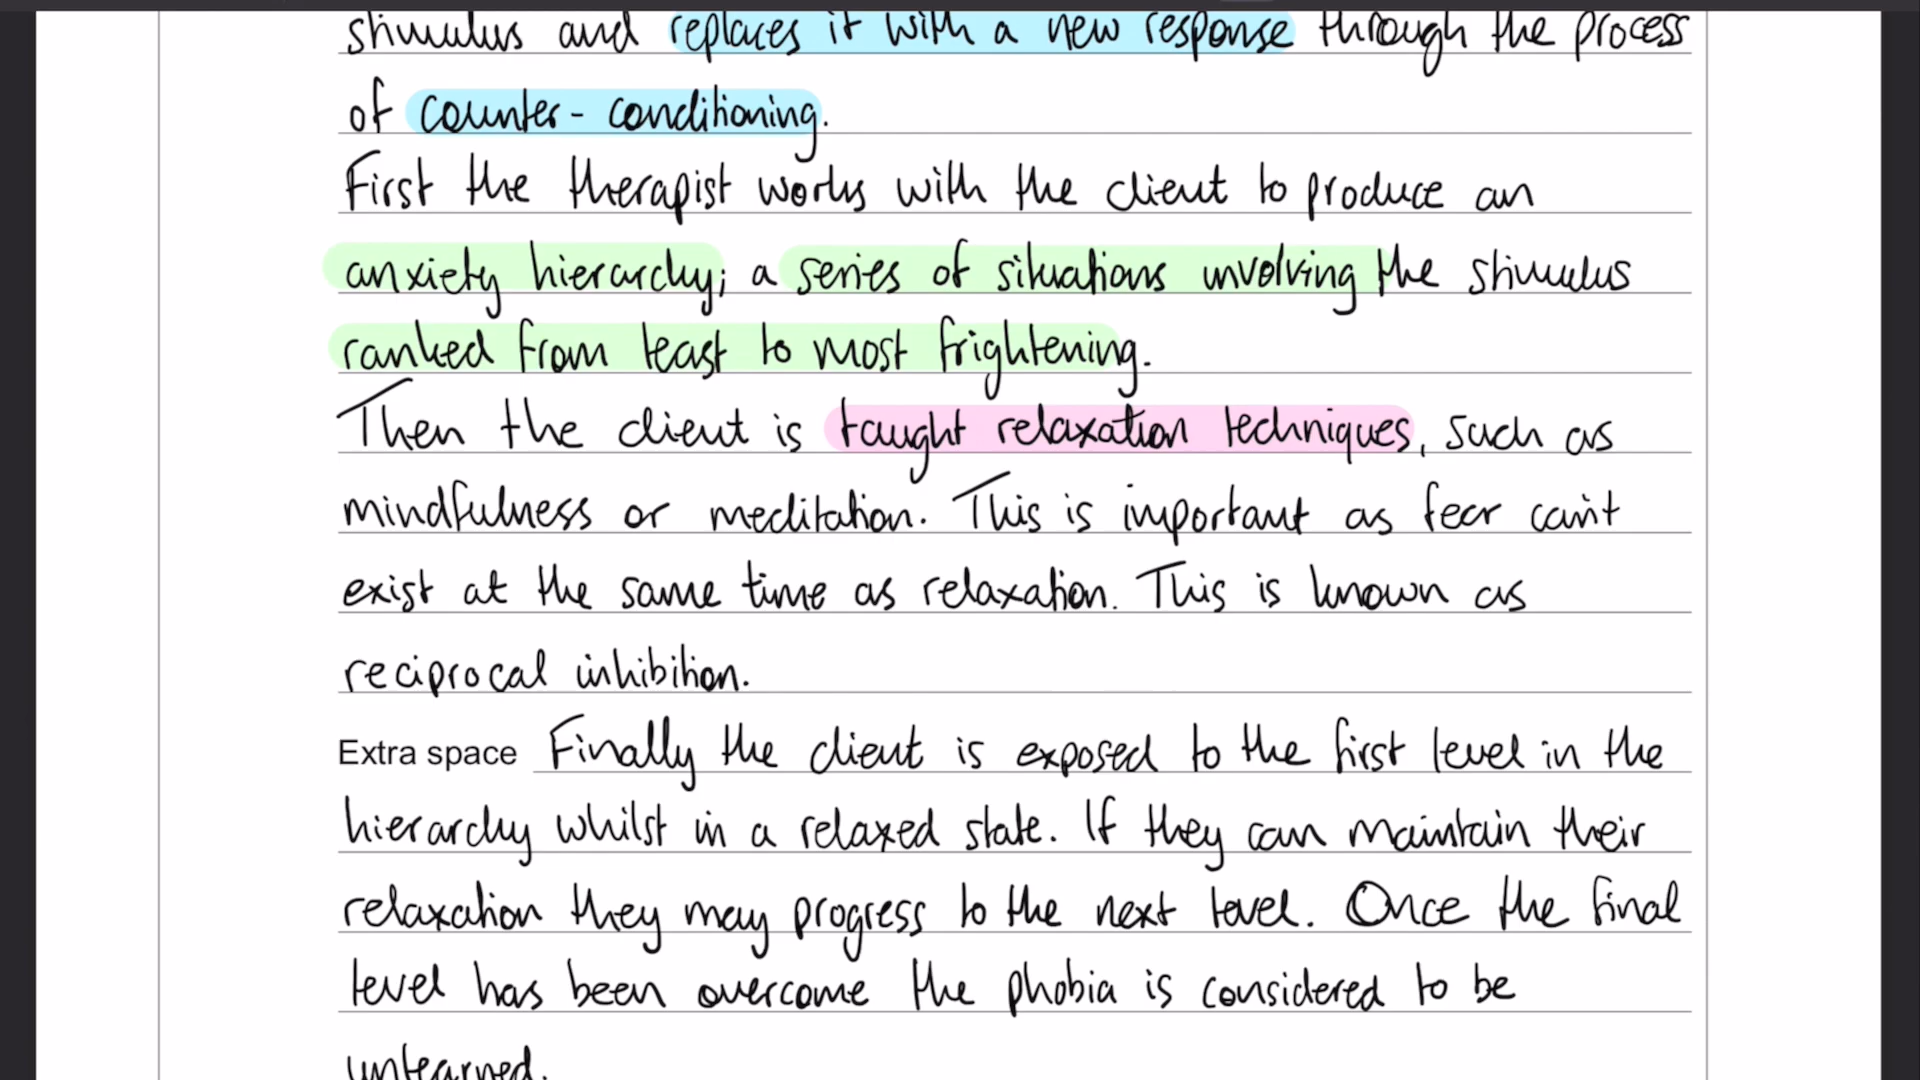 stimulus and replaces it with a new response through the process
of counter-conditioning.
First the therapist works with the client to produce an
anxiety hierarchy; a series of situations involving the stimulus
ranked from least to most frightening.
Then the client is taught relaxation techniques, such as
mindfulness or meditation. This is important as fear can't
exist at the same time as relaxation. This is known as
reciprocal inhibition.
Extra space Finally the client is exposed to the first level in the
hierarchy whilst in a relaxed state. If they can maintain their
relaxation they may progress to the next level. Once the final
level has been overcome the phobia is considered to be
unlearned.